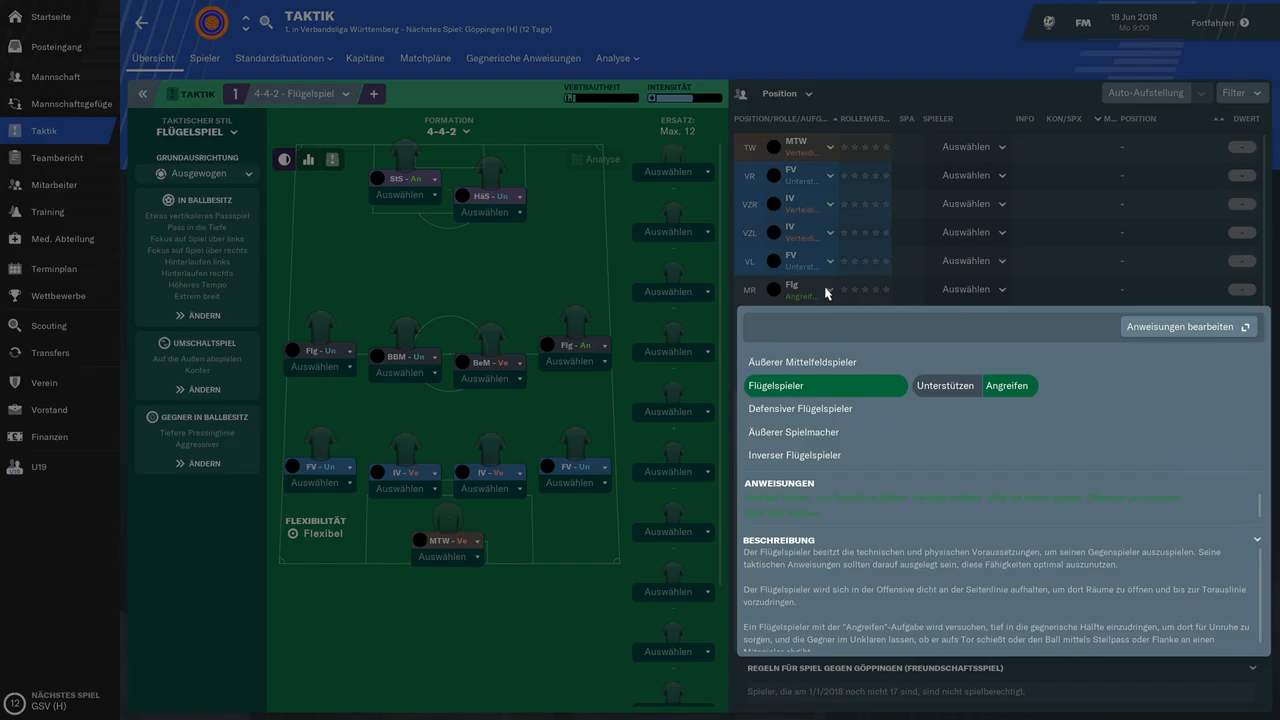 Startseite
Posteingang
Mannschaft
Mannschaftsgefüge
Taktik
Teambericht
Mitarbeiter
Training
Med. Abteilung
Terminplan
Wettbewerbe
Scouting
Transfers
Verein
Vorstand
Finanzen
U19
12
NÄCHSTES SPIEL
GSV (H)
TAKTIK
1. in Verbandsliga Württemberg - Nächstes Spiel: Göppingen (H) (12 Tage)
FM
18 Jun 2018
Mo 9:00
Fortfahren
Übersicht
Spieler
Standardsituationen
Kapitäne
Matchpläne
Gegnerische Anweisungen
Analyse
TAKTIK
1
4-4-2 - Flügelspiel
+
VERTRAUTHEIT
INTENSITÄT
TAKTISCHER STIL
FLÜGELSPIEL
GRUNDAUSRICHTUNG
Ausgewogen
IN BALLBESITZ
Etwas vertikaleres Passspiel
Pass in die Tiefe
Fokus auf Spiel über links
Fokus auf Spiel über rechts
Hinterlaufen links
Hinterlaufen rechts
Höheres Tempo
Extrem breit
ÄNDERN
UMSCHALTSPIEL
Auf die Außen abspielen
Konter
ÄNDERN
GEGNER IN BALLBESITZ
Tiefere Pressinglinie
Aggressiver
ÄNDERN
FORMATION
4-4-2
Analyse
StS - An
Auswählen
HäS - Un
Auswählen
Flg - Un
Auswählen
BBM - Un
Auswählen
BeM - Ve
Auswählen
Flg - An
Auswählen
FV - Un
Auswählen
IV - Ve
Auswählen
IV - Ve
Auswählen
FV - Un
Auswählen
MTW - Ve
Auswählen
FLEXIBILITÄT
Flexibel
ERSATZ:
Max. 12
Auswählen
-
Auswählen
-
Auswählen
-
Auswählen
-
Auswählen
-
Auswählen
-
Auswählen
-
Auswählen
-
Auswählen
-
Position
Auto-Aufstellung
Filter
POSITION/ROLLE/AUFG... ROLLENVER... SPA SPIELER INFO KON/SPX M... POSITION DWERT
TW MTW Verteidi... Auswählen -
VR FV Unterst... Auswählen -
VZR IV Verteidi... Auswählen -
VZL IV Verteidi... Auswählen -
VL FV Unterst... Auswählen -
MR Flg Angreif... Auswählen -
Anweisungen bearbeiten
Äußerer Mittelfeldspieler
Flügelspieler Unterstützen Angreifen
Defensiver Flügelspieler
Äußerer Spielmacher
Inverser Flügelspieler
ANWEISUNGEN
BESCHREIBUNG
Der Flügelspieler besitzt die technischen und physischen Voraussetzungen, um seinen Gegenspieler auszuspielen. Seine
taktischen Anweisungen sollten darauf ausgelegt sein, diese Fähigkeiten optimal auszunutzen.
Der Flügelspieler wird sich in der Offensive dicht an der Seitenlinie aufhalten, um dort Räume zu öffnen und bis zur Torauslinie
vorzudringen.
Ein Flügelspieler mit der "Angreifen"-Aufgabe wird versuchen, tief in die gegnerische Hälfte einzudringen, um dort für Unruhe zu
sorgen, und die Gegner im Unklaren lassen, ob er aufs Tor schießt oder den Ball mittels Steilpass oder Flanke an einen
REGELN FÜR SPIEL GEGEN GÖPPINGEN (FREUNDSCHAFTSSPIEL)
Spieler, die am 1/1/2018 noch nicht 17 sind, sind nicht spielberechtigt.